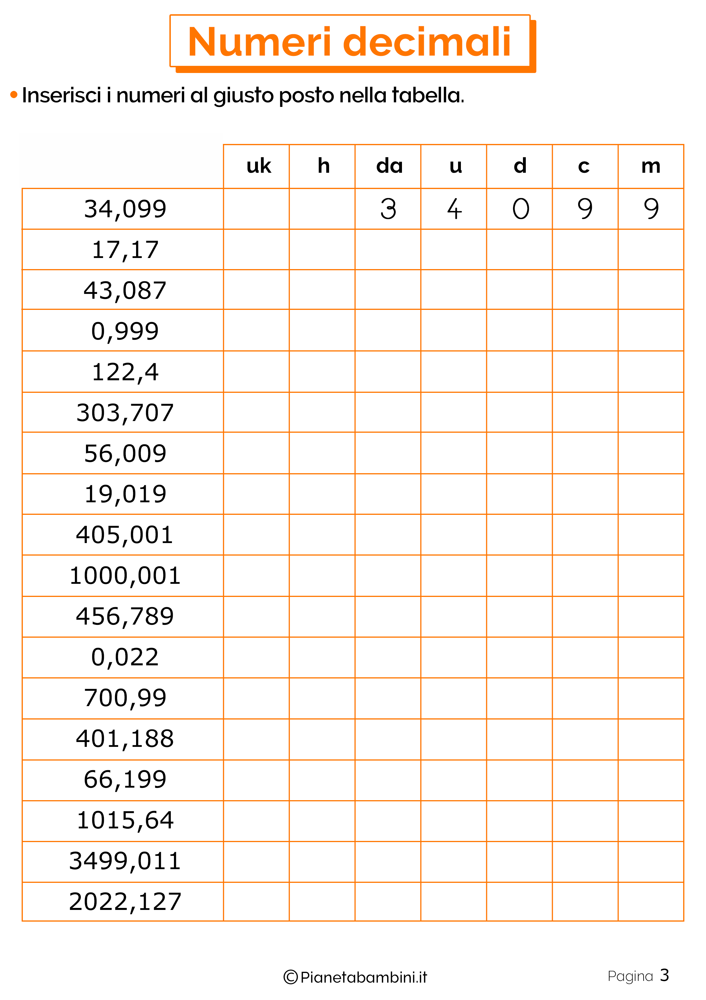 Numeri decimali
• Inserisci i numeri al giusto posto nella tabella.
uk h da u d c m
34,099 3 4 0 9 9
17,17
43,087
0,999
122,4
303,707
56,009
19,019
405,001
1000,001
456,789
0,022
700,99
401,188
66,199
1015,64
3499,011
2022,127
©Pianetabambini.it
Pagina 3